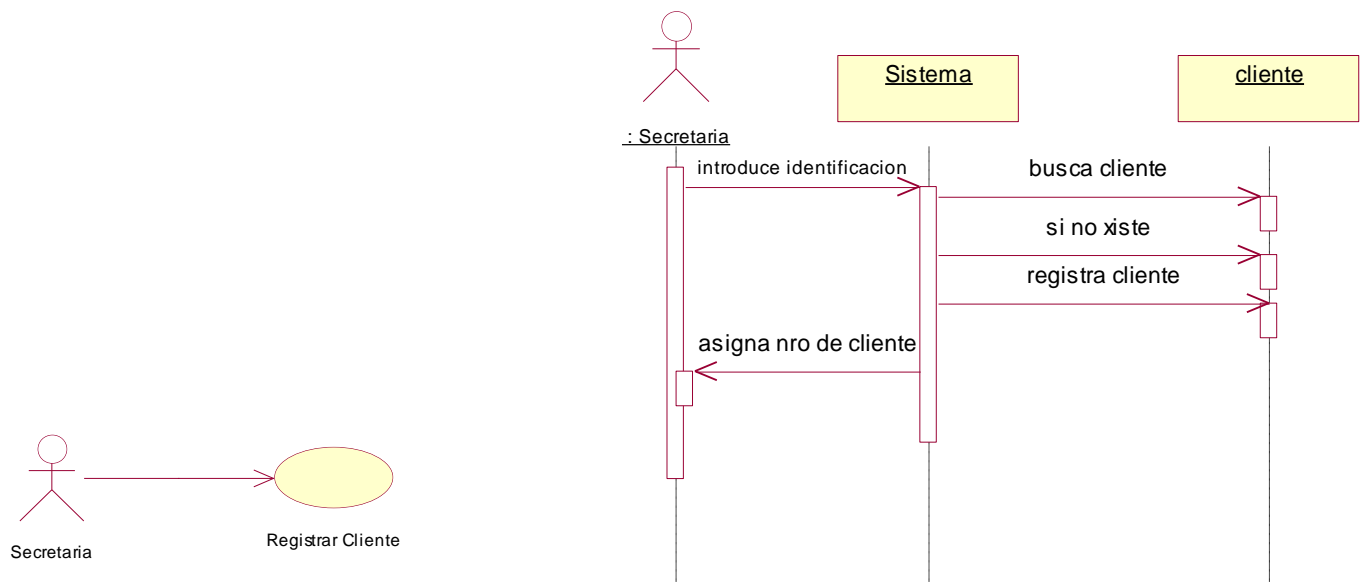 Sistema
cliente
: Secretaria
introduce identificacion
busca cliente
si no xiste
registra cliente
asigna nro de cliente
Registrar Cliente
Secretaria